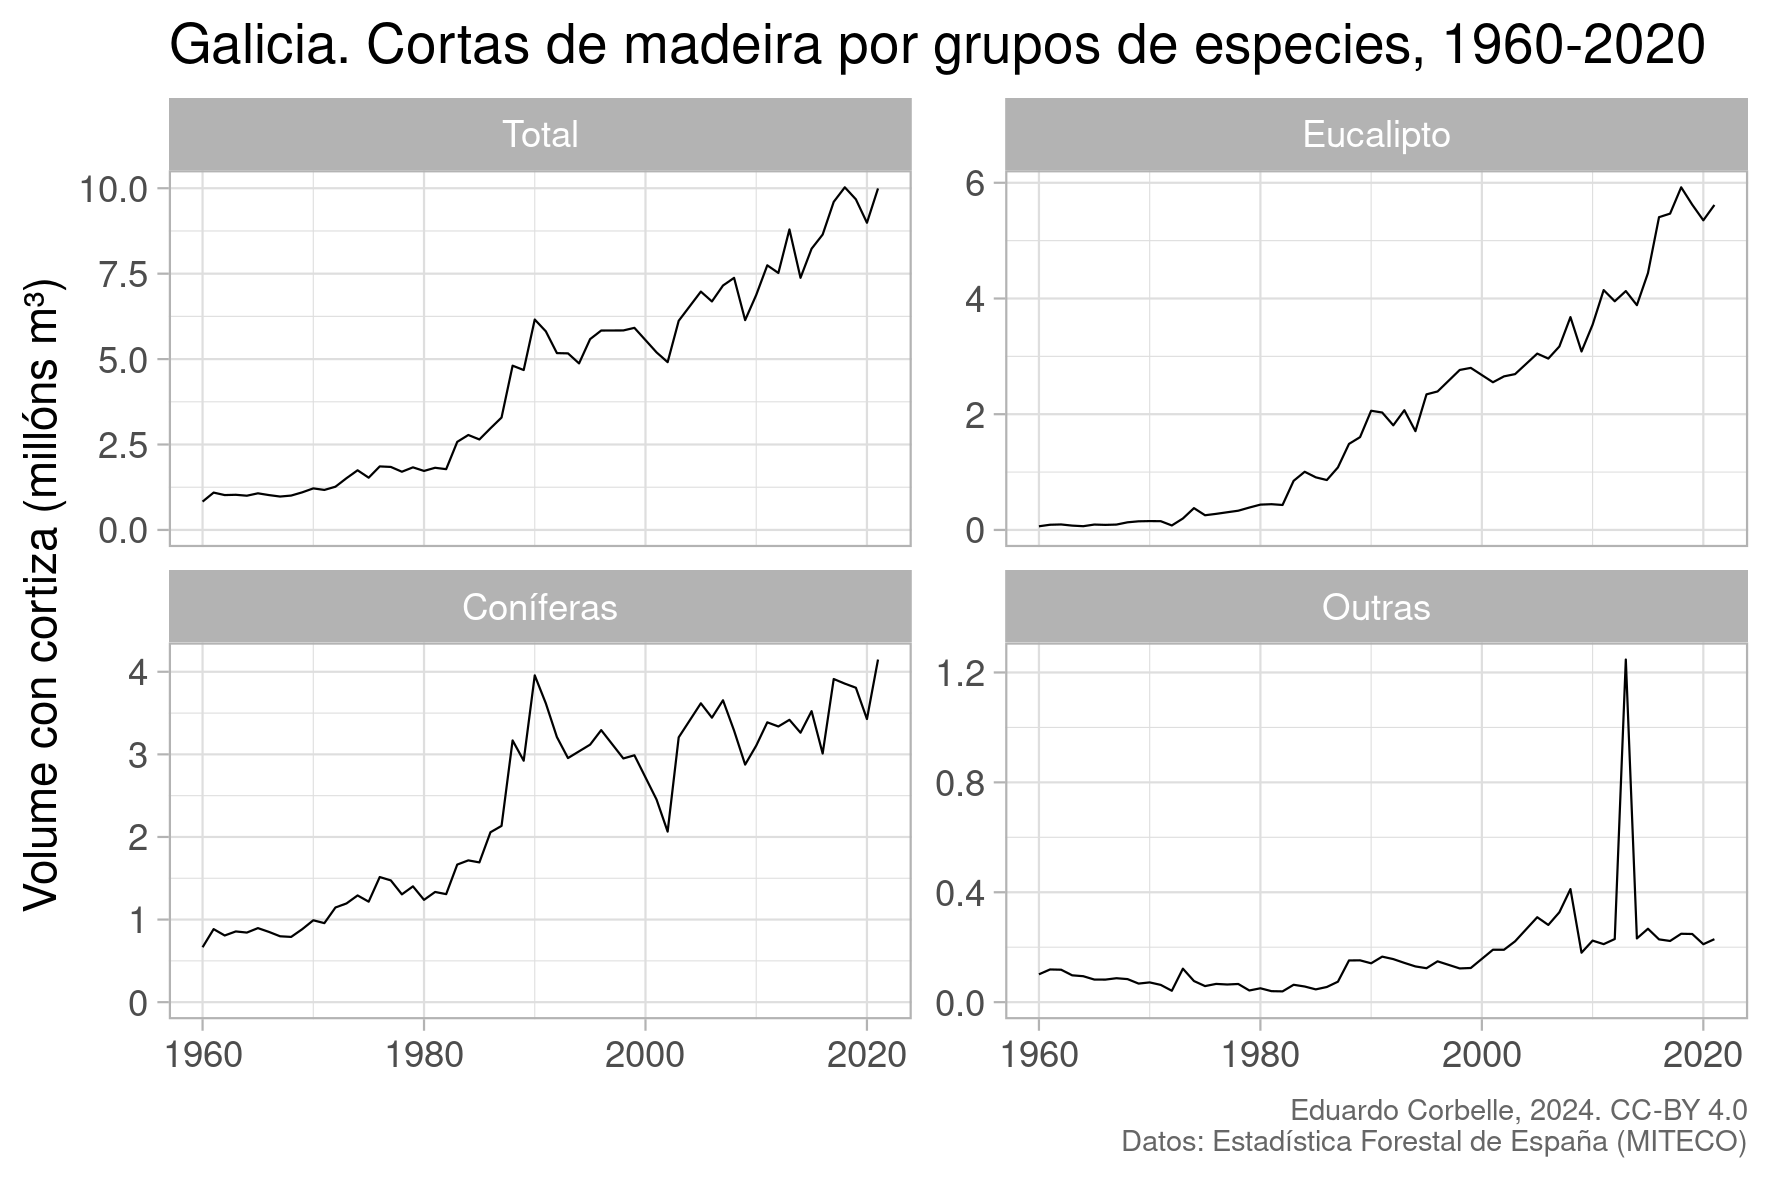 Galicia. Cortas de madeira por grupos de especies, 1960-2020
Volume con cortiza (millóns m³)
Total
10.0
7.5
5.0
2.5
0.0
Eucalipto
6
4
2
0
Coníferas
4
3
2
1
0
1960 1980 2000 2020
Outras
1.2
0.8
0.4
0.0
1960 1980 2000 2020
Eduardo Corbelle, 2024. CC-BY 4.0
Datos: Estadística Forestal de España (MITECO)